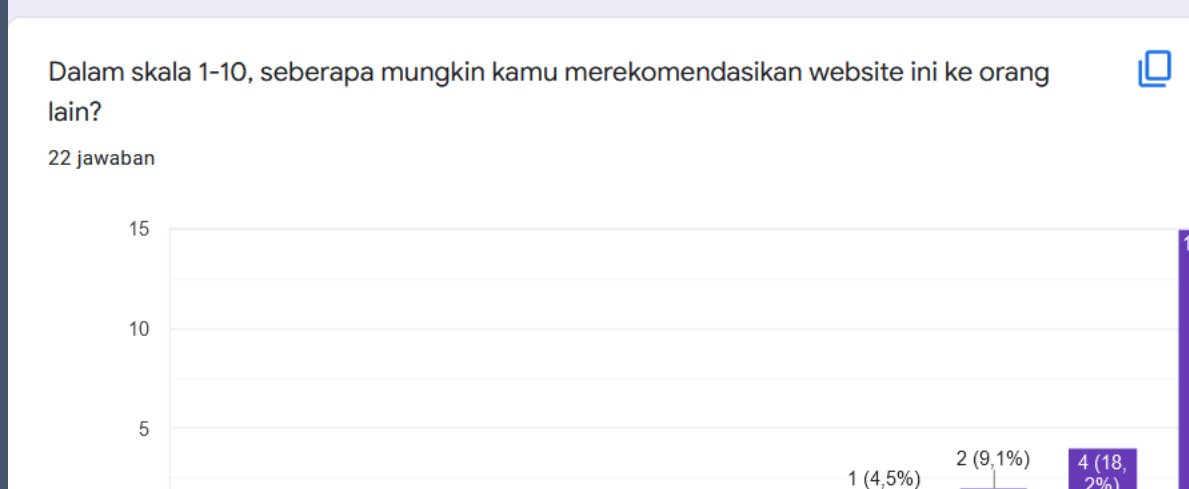 Dalam skala 1-10, seberapa mungkin kamu merekomendasikan website ini ke orang
lain?
22 jawaban
15
10
5
1 (4,5%)
2 (9,1%)
4 (18,
2%)